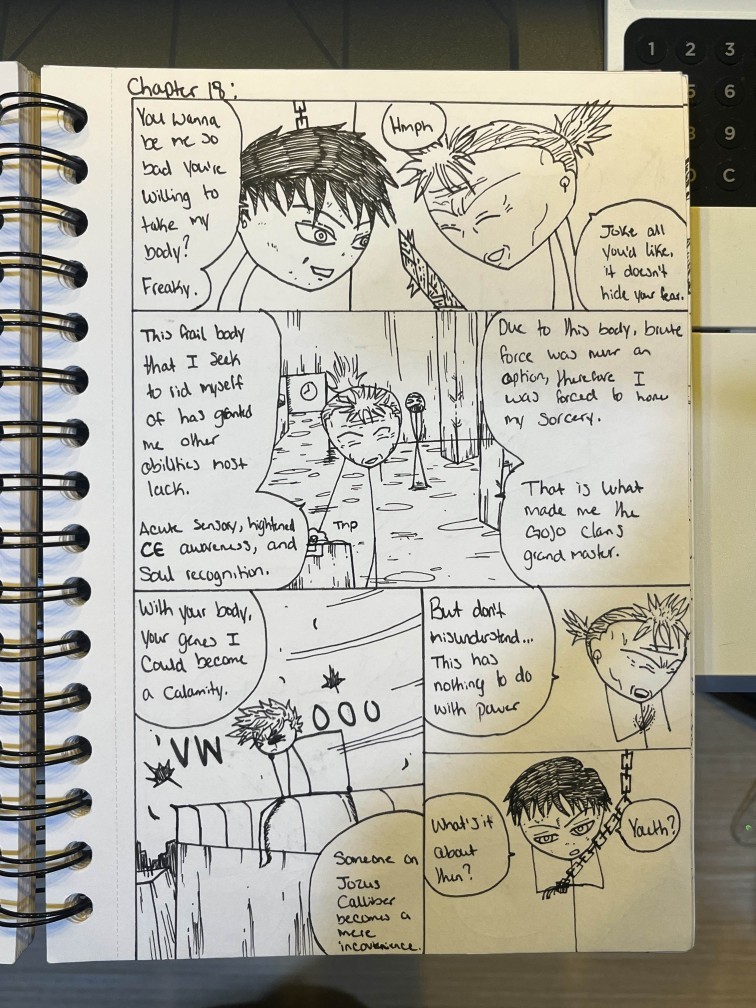 Chapter 18:
You wanna
be me so
bad you're
willing to
take my
body?
Freaky.
Hmph
Joke all
you'd like,
it doesn't
hide your fear.
This frail body
that I seek
to rid myself
of has granted
me other
abilities most
lack.
Acute sensory, hightened
CE awareness, and
Soul recognition.
Tnp
Due to this body, brute
force was never an
option, therefore I
was forced to hone
my Sorcery.
That is what
made me the
Gojo clans
grand master.
With your body,
your genes I
Could become
a Calamity.
VW
OOO
Someone on
Jozus
Calliber
becomes a
mere
incovenience.
But don't
misunderstand...
This has
nothing to do
with power
What's it
about
then?
Youth?
1 2 3
5 6
8 9
0 C